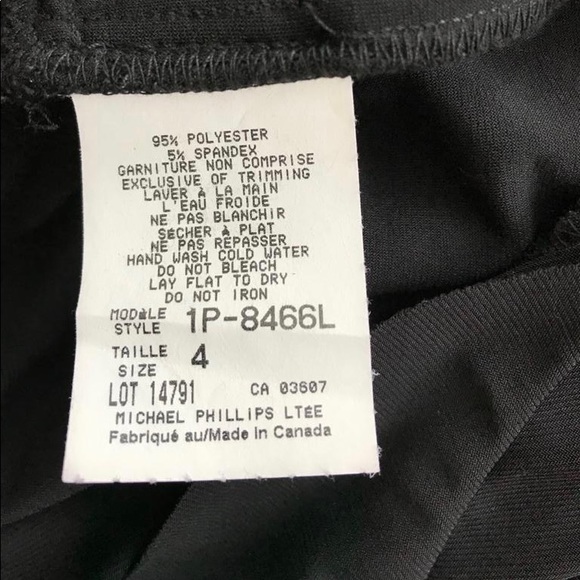 95% POLYESTER
5% SPANDEX
GARNITURE NON COMPRISE
EXCLUSIVE OF TRIMMING
LAVER À LA MAIN
L'EAU FROIDE
NE PAS BLANCHIR
SÉCHER À PLAT
NE PAS RÉPASSER
HAND WASH COLD WATER
DO NOT BLEACH
LAY FLAT TO DRY
DO NOT IRON
MODÈLE
STYLE 1P-8466L
TAILLE
SIZE 4
LOT 14791 CA 03607
MICHAEL PHILLIPS LTÉE
Fabriqué au/Made in Canada